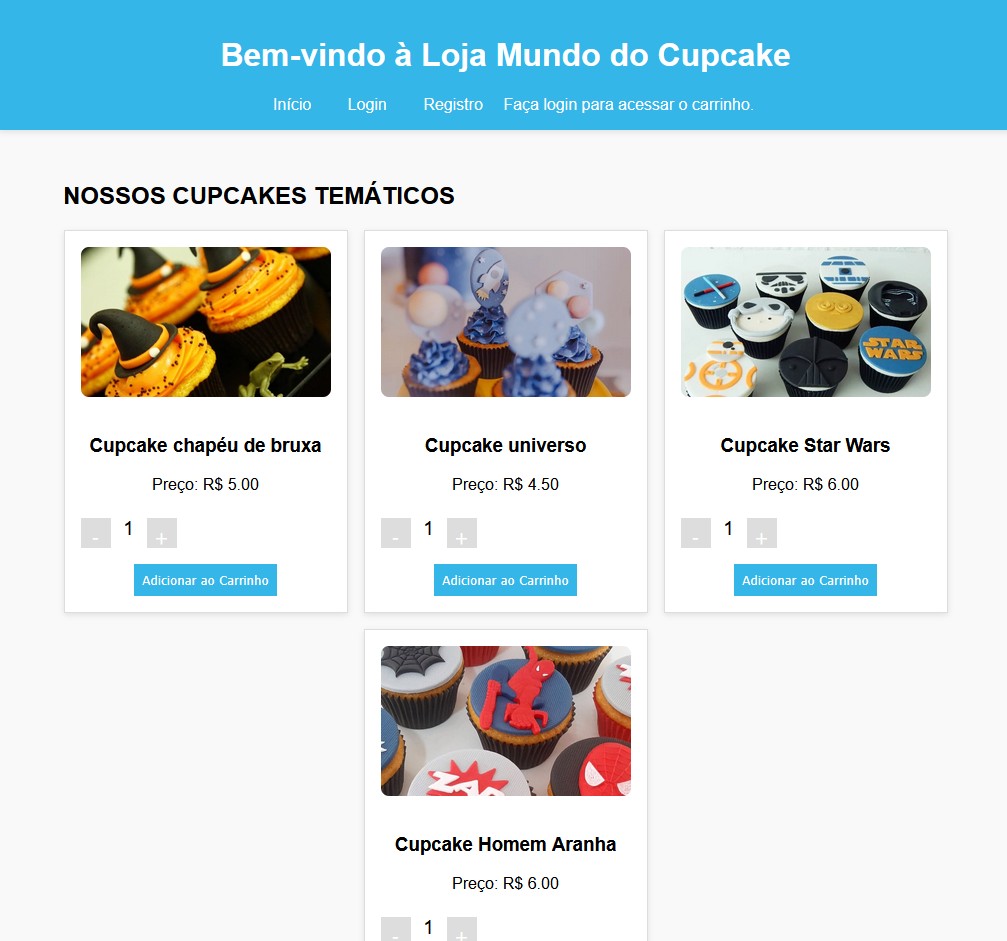 Bem-vindo à Loja Mundo do Cupcake
Início Login Registro Faça login para acessar o carrinho.
NOSSOS CUPCAKES TEMÁTICOS
STAR WARS
Cupcake chapéu de bruxa
Preço: R$ 5.00
- 1 +
Adicionar ao Carrinho
Cupcake universo
Preço: R$ 4.50
- 1 +
Adicionar ao Carrinho
Cupcake Star Wars
Preço: R$ 6.00
- 1 +
Adicionar ao Carrinho
Cupcake Homem Aranha
Preço: R$ 6.00
- 1 +